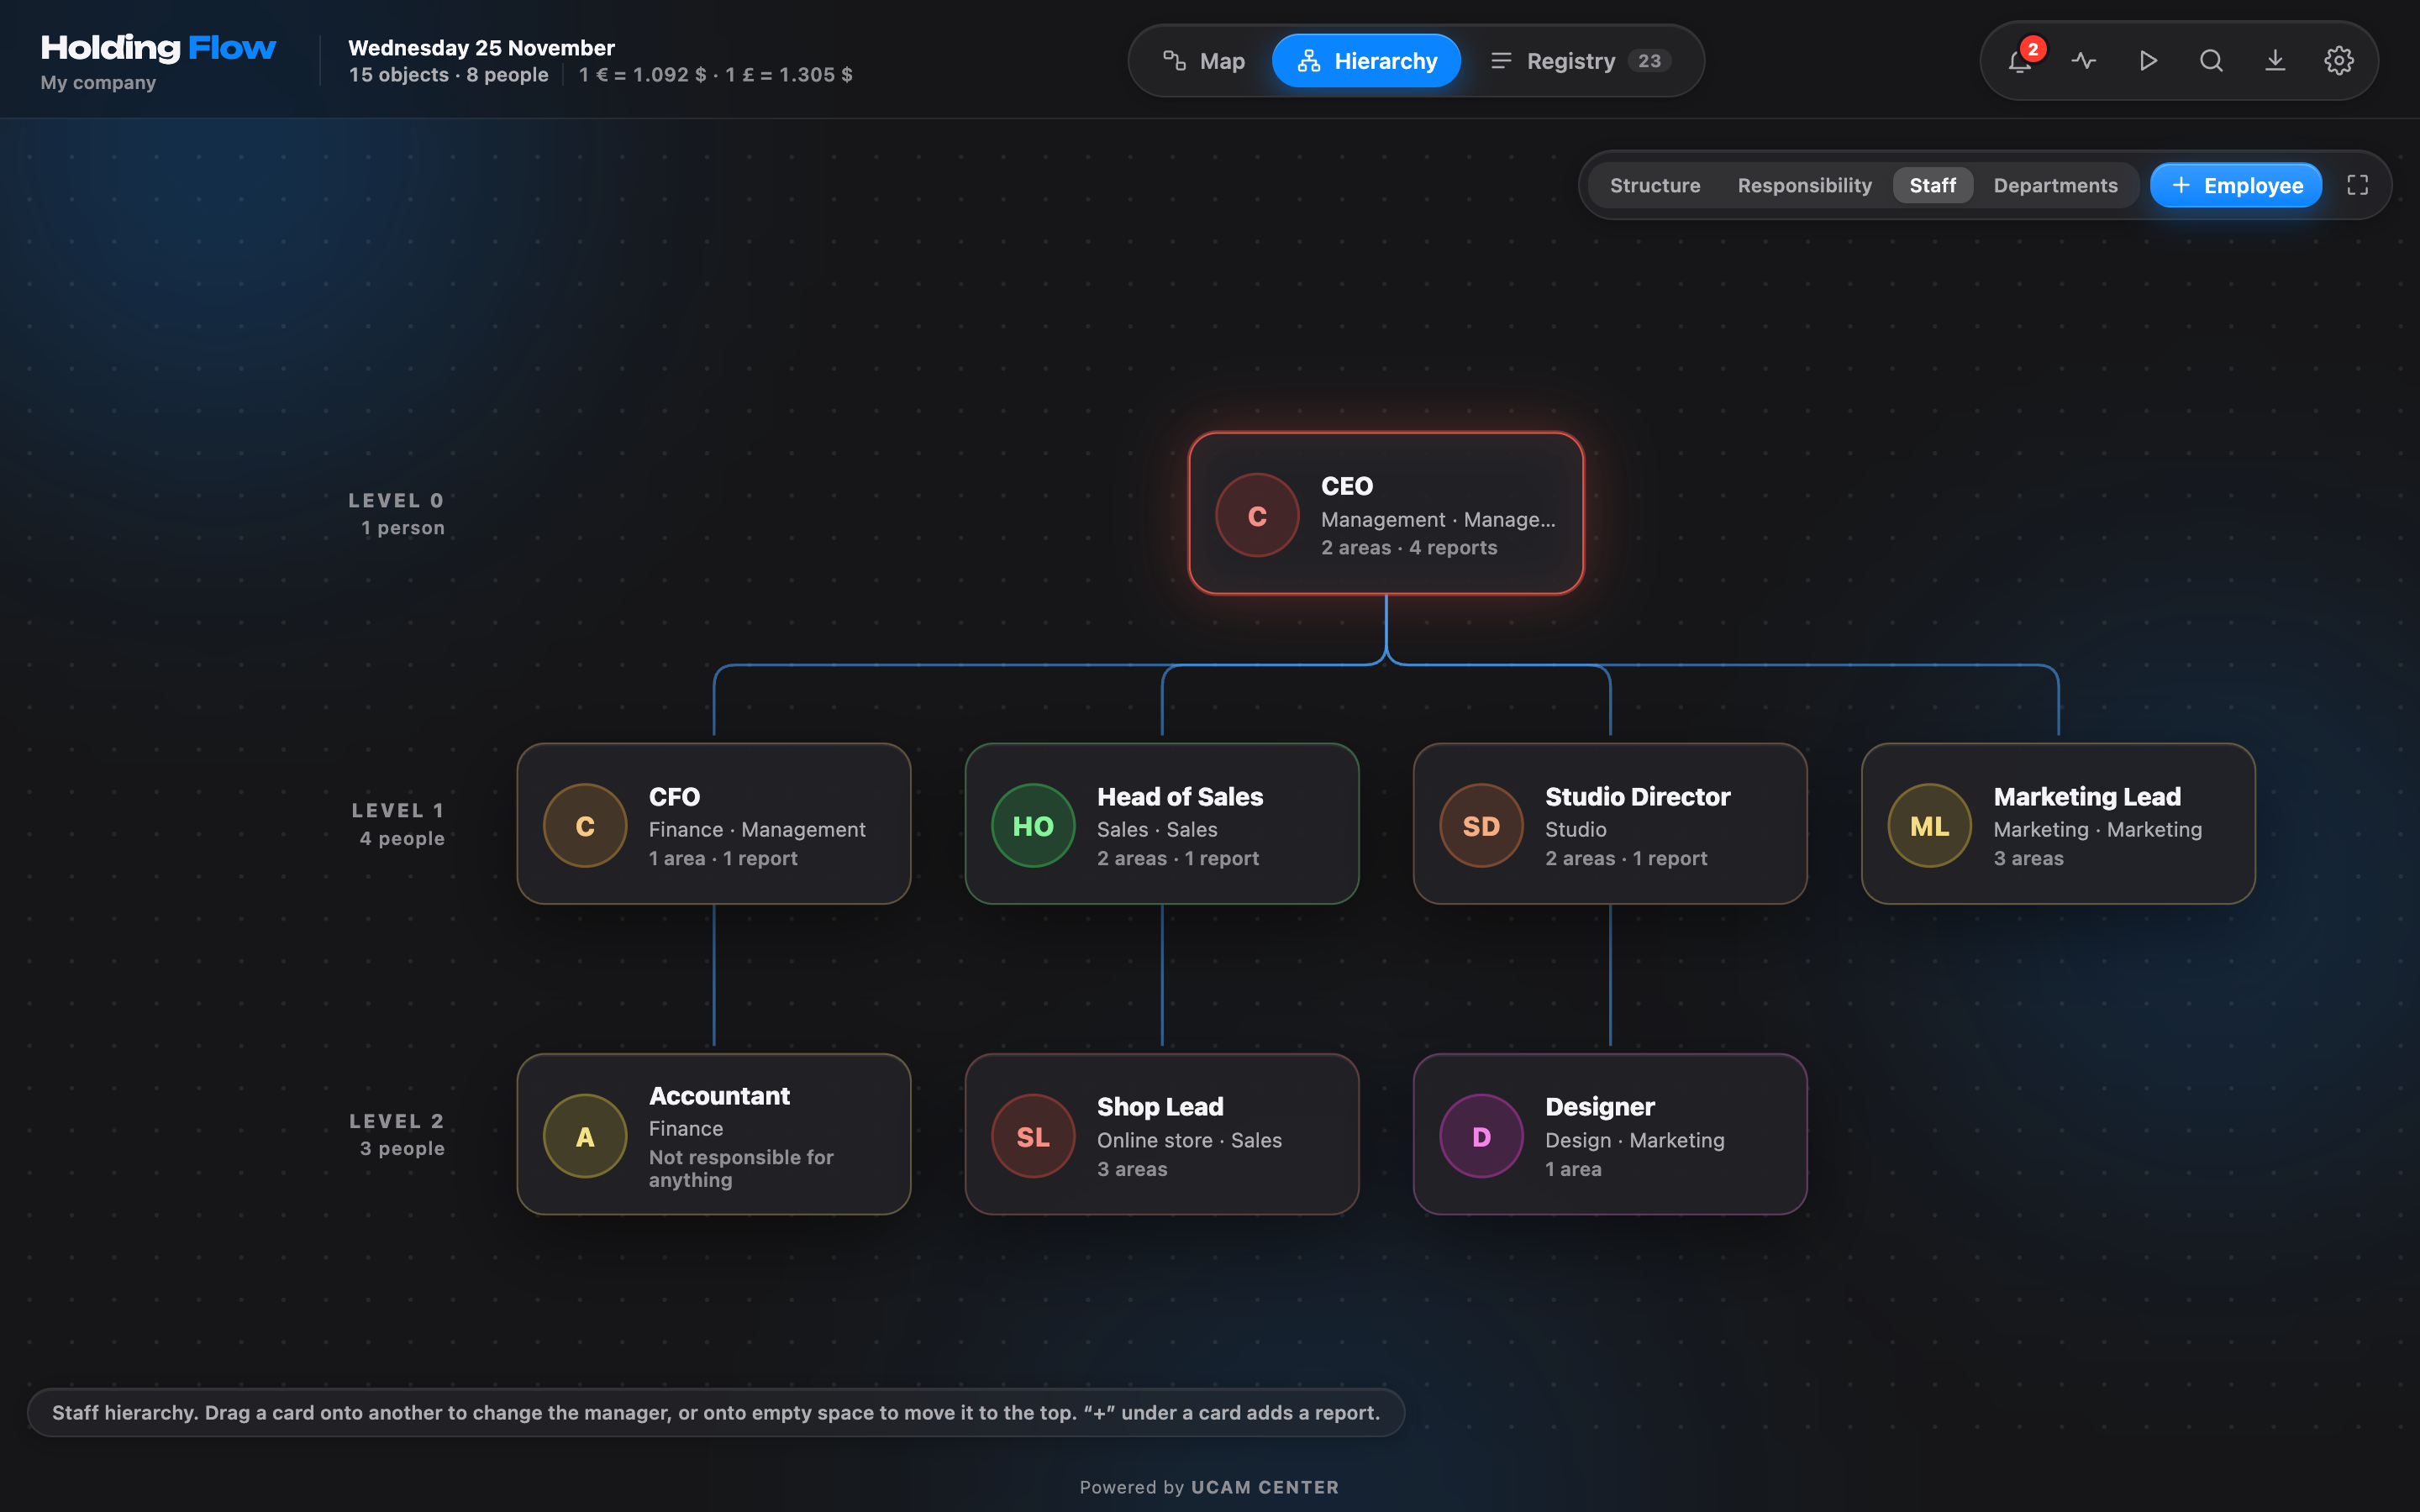 Holding Flow
My company
Wednesday 25 November
15 objects · 8 people
1 € = 1.092 $ · 1 £ = 1.305 $
Map
Hierarchy
Registry 23
2
Structure
Responsibility
Staff
Departments
+ Employee
LEVEL 0
1 person
C
CEO
Management · Manage...
2 areas · 4 reports
LEVEL 1
4 people
C
CFO
Finance · Management
1 area · 1 report
HO
Head of Sales
Sales · Sales
2 areas · 1 report
SD
Studio Director
Studio
2 areas · 1 report
ML
Marketing Lead
Marketing · Marketing
3 areas
LEVEL 2
3 people
A
Accountant
Finance
Not responsible for
anything
SL
Shop Lead
Online store · Sales
3 areas
D
Designer
Design · Marketing
1 area
Staff hierarchy. Drag a card onto another to change the manager, or onto empty space to move it to the top. “+” under a card adds a report.
Powered by UCAM CENTER